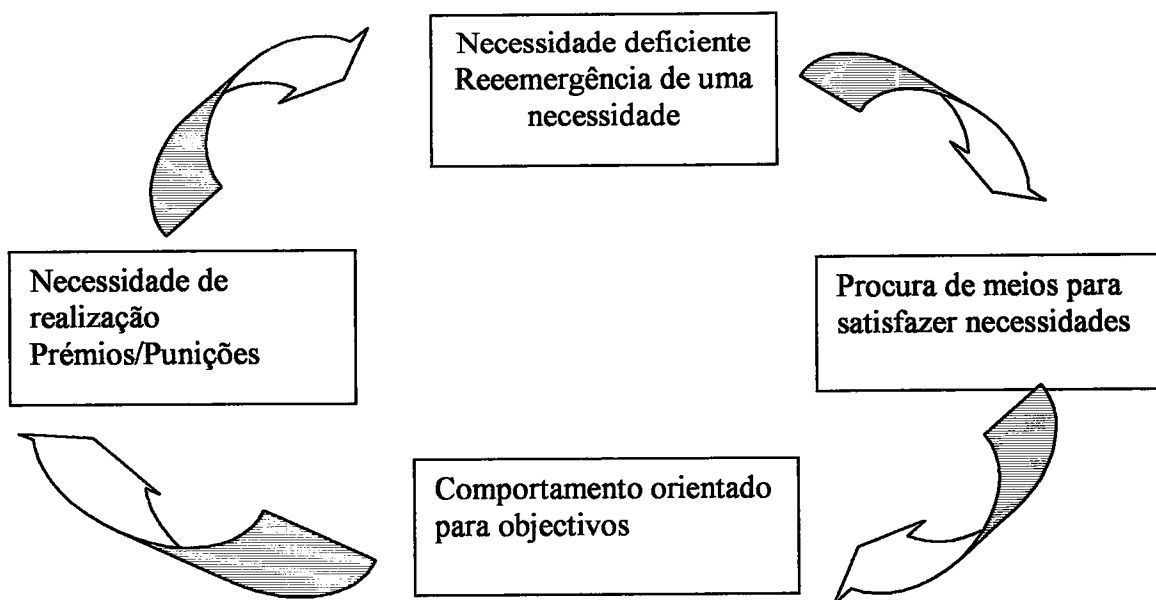 Necessidade deficiente
Reeemergência de uma
necessidade
Necessidade de
realização
Prémios/Punições
Procura de meios para
satisfazer necessidades
Comportamento orientado
para objectivos